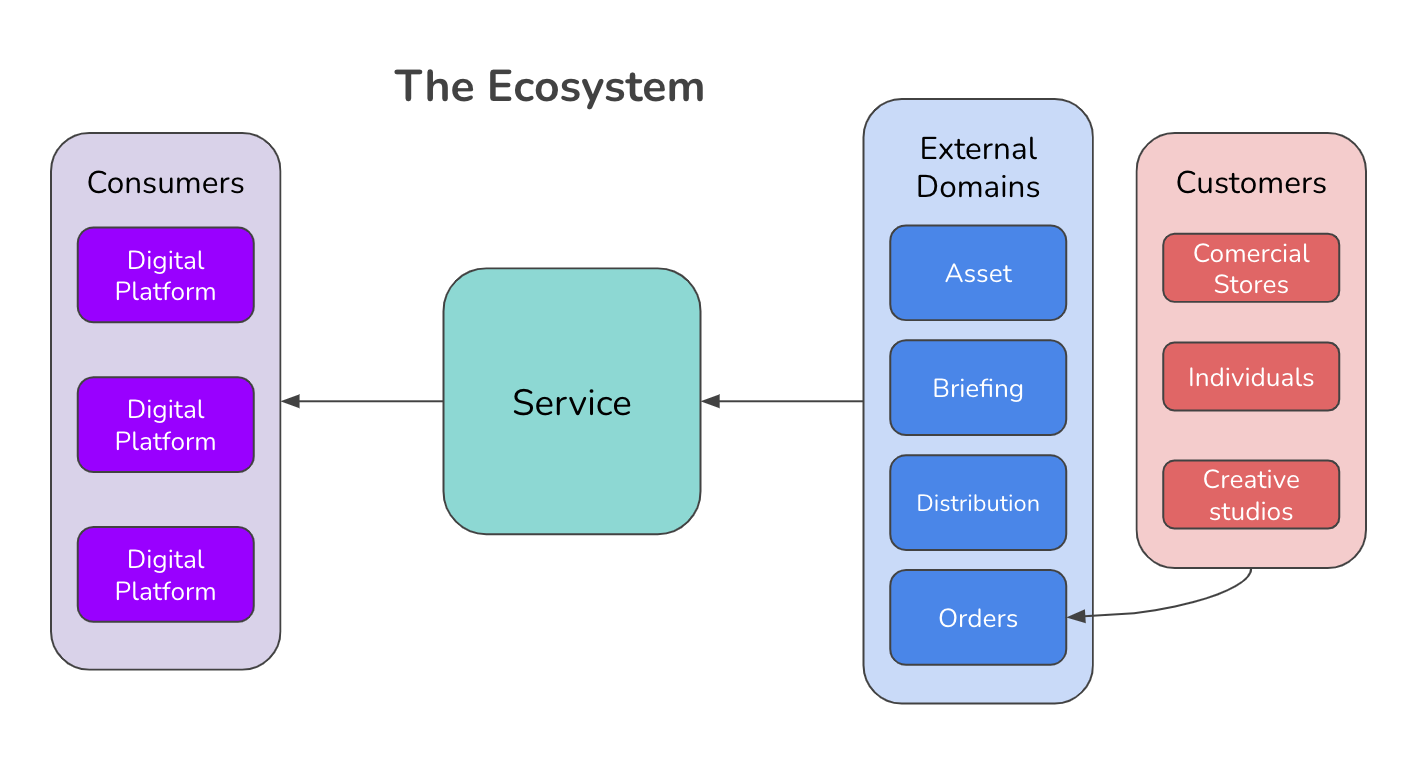 The Ecosystem
Consumers
Digital
Platform
Digital
Platform
Digital
Platform
Service
External
Domains
Asset
Briefing
Distribution
Orders
Customers
Comercial
Stores
Individuals
Creative
studios